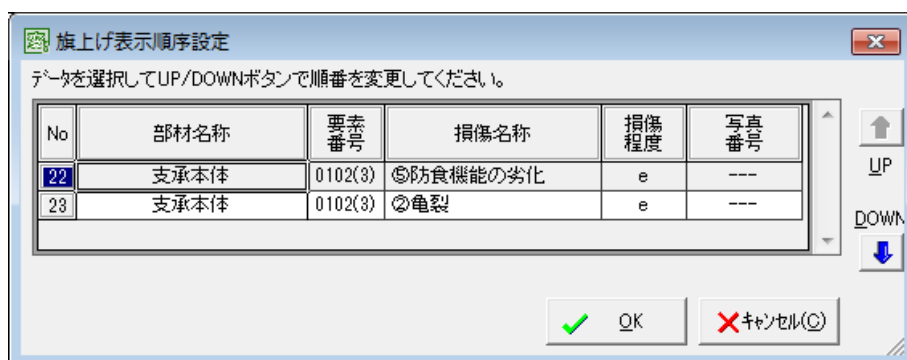 旗上げ表示順序設定
ﾃﾞｰﾀを選択してUP/DOWNボタンで順番を変更してください。
No 部材名称 要素番号 損傷名称 損傷程度 写真番号
22 支承本体 0102(3) ⑤防食機能の劣化 e ---
23 支承本体 0102(3) ②亀裂 e ---
UP
DOWN
OK ｷｬﾝｾﾙ(C)